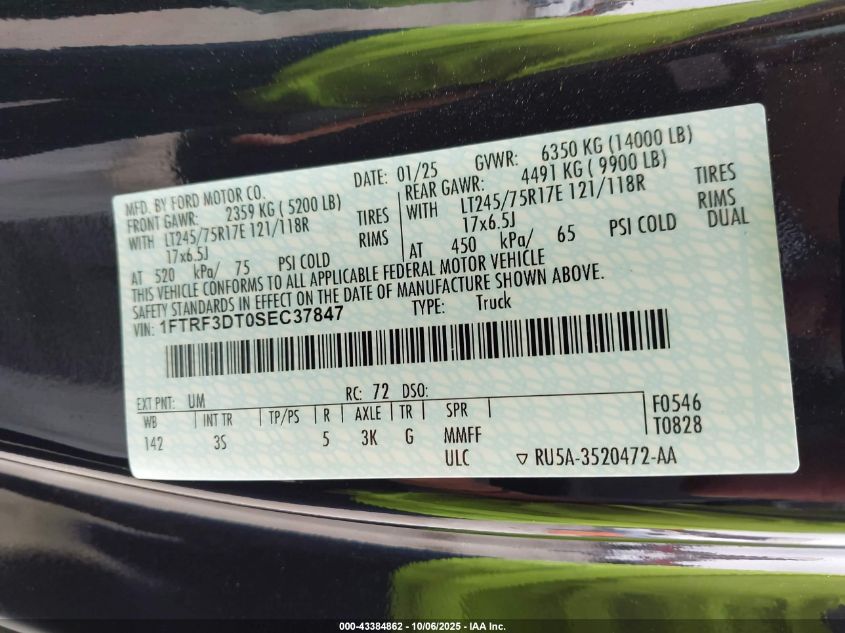 MFD. BY FORD MOTOR CO.
DATE: 01/25 GVWR: 6350 KG (14000 LB)
FRONT GAWR: 2359 KG (5200 LB)
WITH LT245/75R17E 121/118R TIRES
17x6.5J RIMS
AT 520 kPa/ 75 PSI COLD
REAR GAWR: 4491 KG (9900 LB)
WITH LT245/75R17E 121/118R TIRES
17x6.5J RIMS
AT 450 kPa/ 65 PSI COLD DUAL
THIS VEHICLE CONFORMS TO ALL APPLICABLE FEDERAL MOTOR VEHICLE
SAFETY STANDARDS IN EFFECT ON THE DATE OF MANUFACTURE SHOWN ABOVE.
VIN: 1FTRF3DT0SEC37847 TYPE: Truck
EXT PNT: UM RC: 72 DSO:
WB INT TR TP/PS R AXLE TR SPR F0546
142 3S 5 3K G MMFF T0828
ULC ▽ RU5A-3520472-AA
000-43384862 - 10/06/2025 - IAA Inc.